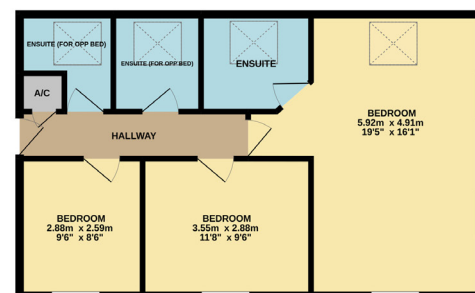 ENSUITE (FOR OPP BED)
ENSUITE (FOR OPP BED)
ENSUITE
A/C
HALLWAY
BEDROOM
5.92m x 4.91m
19'5" x 16'1"
BEDROOM
2.88m x 2.59m
9'6" x 8'6"
BEDROOM
3.55m x 2.88m
11'8" x 9'6"